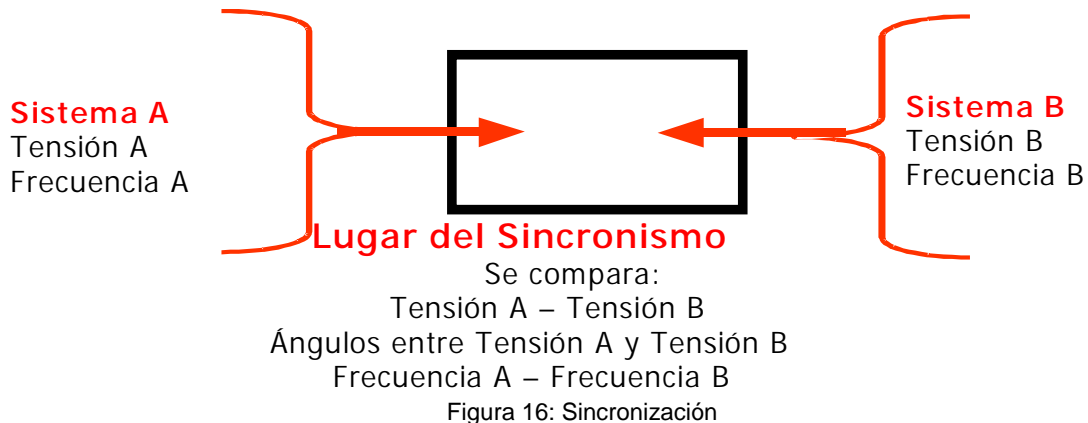 Sistema A
Tensión A
Frecuencia A
Sistema B
Tensión B
Frecuencia B
Lugar del Sincronismo
Se compara:
Tensión A – Tensión B
Ángulos entre Tensión A y Tensión B
Frecuencia A – Frecuencia B
Figura 16: Sincronización